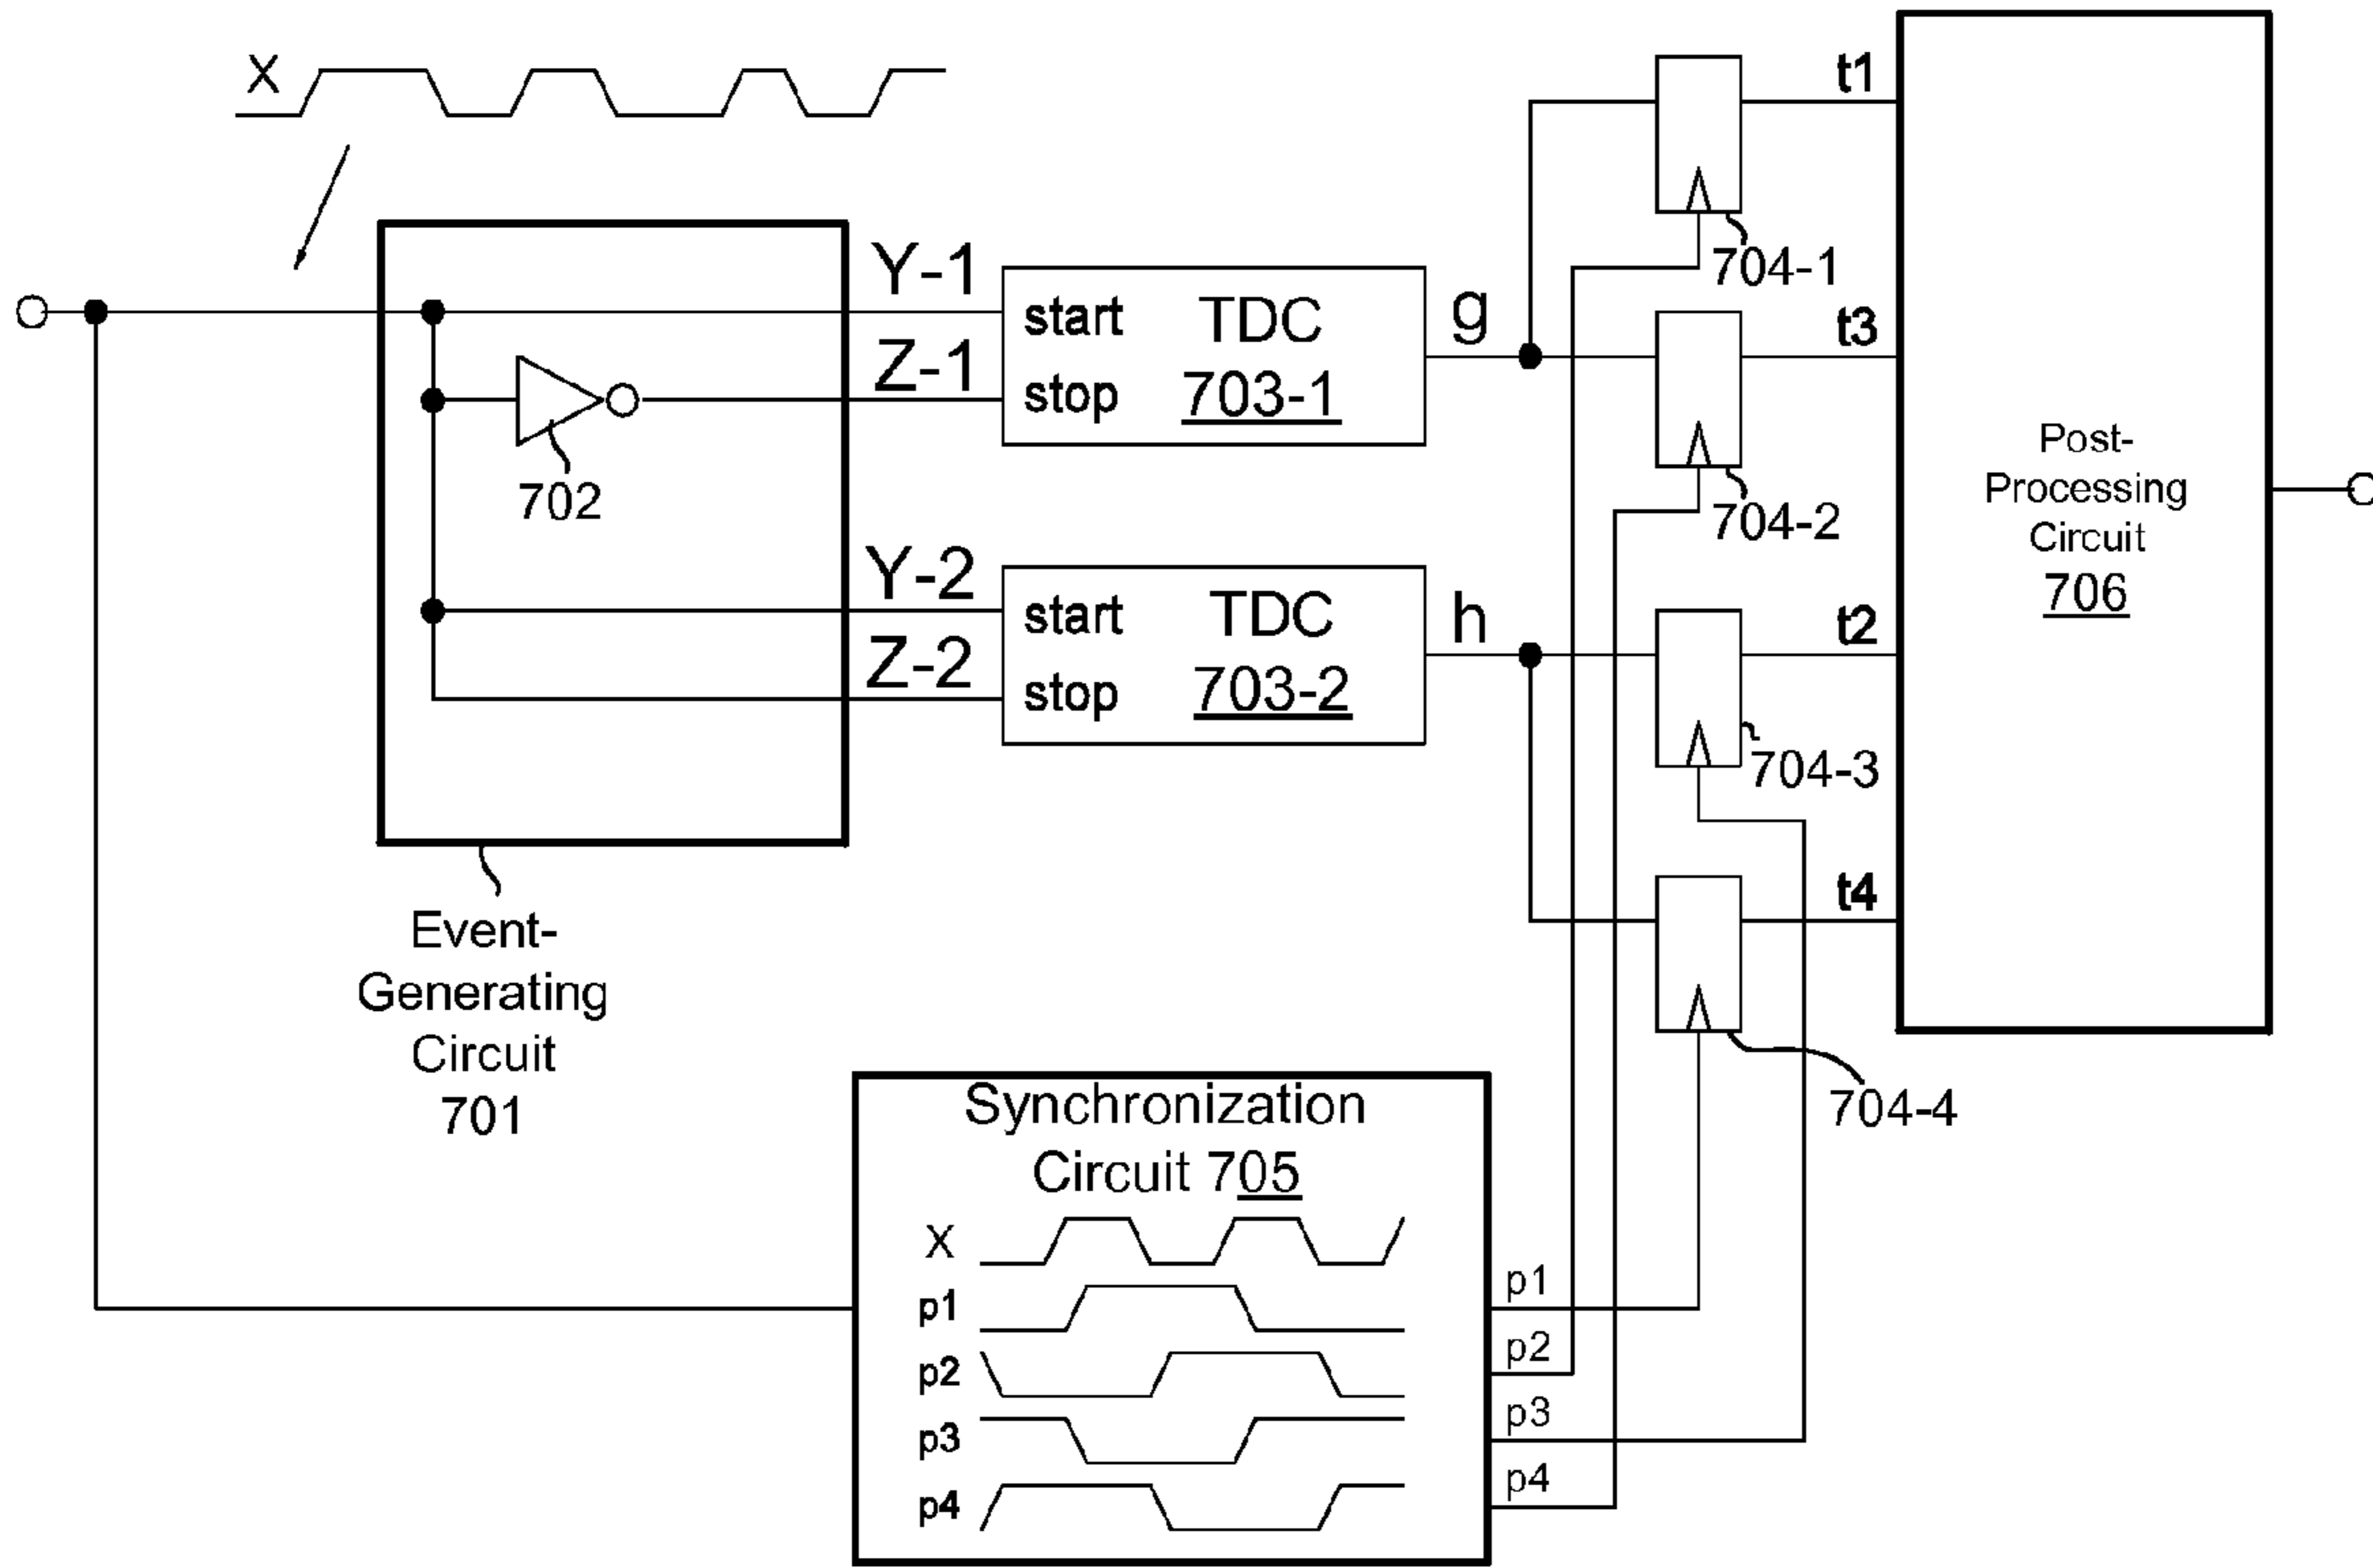 X
Y-1
Z-1
Y-2
Z-2
702
Event-
Generating
Circuit
701
start TDC
stop 703-1
start TDC
stop 703-2
g
h
704-1
704-2
704-3
704-4
t1
t3
t2
t4
Post-
Processing
Circuit
706
Synchronization
Circuit 705
X
p1
p2
p3
p4
p1
p2
p3
p4